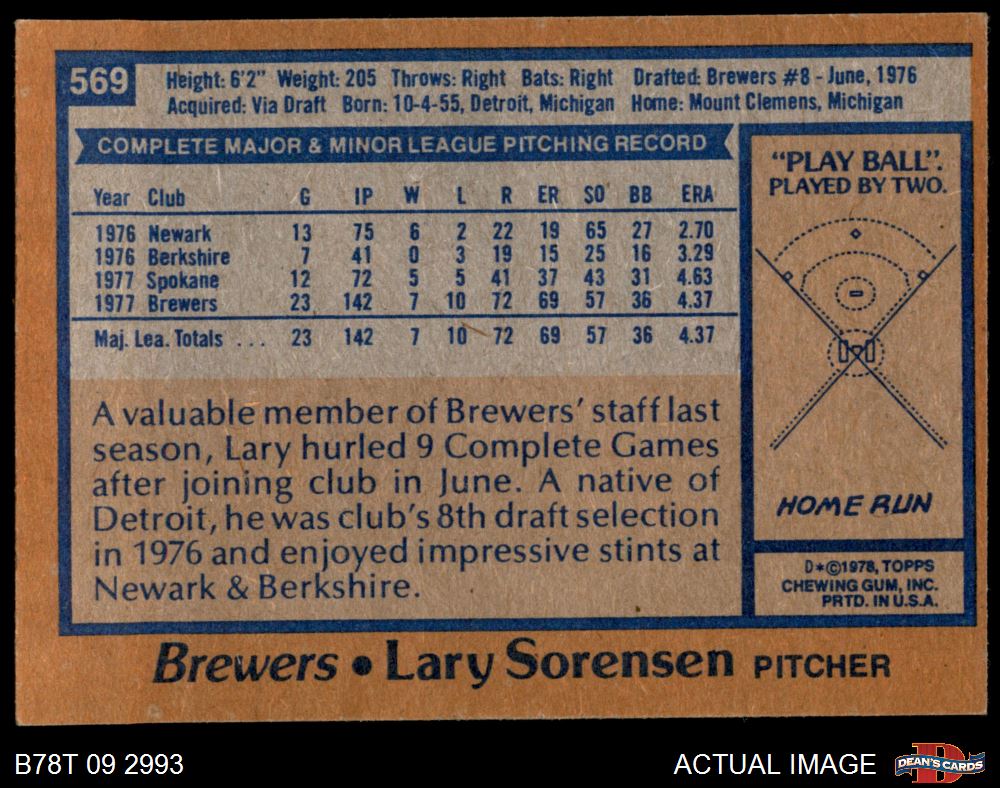 569
Height: 6'2" Weight: 205 Throws: Right Bats: Right Drafted: Brewers #8 - June, 1976
Acquired: Via Draft Born: 10-4-55, Detroit, Michigan Home: Mount Clemens, Michigan
COMPLETE MAJOR & MINOR LEAGUE PITCHING RECORD
Year Club G IP W L R ER SO BB ERA
1976 Newark 13 75 6 2 22 19 65 27 2.70
1976 Berkshire 7 41 0 3 19 15 25 16 3.29
1977 Spokane 12 72 5 5 41 37 43 31 4.63
1977 Brewers 23 142 7 10 72 69 57 36 4.37
Maj. Lea. Totals ... 23 142 7 10 72 69 57 36 4.37
A valuable member of Brewers' staff last
season, Lary hurled 9 Complete Games
after joining club in June. A native of
Detroit, he was club's 8th draft selection
in 1976 and enjoyed impressive stints at
Newark & Berkshire.
"PLAY BALL".
PLAYED BY TWO.
HOME RUN
D*©1978, TOPPS
CHEWING GUM, INC.
PRTD. IN U.S.A.
Brewers • Lary Sorensen PITCHER
B78T 09 2993
ACTUAL IMAGE
D
DEAN'S CARDS